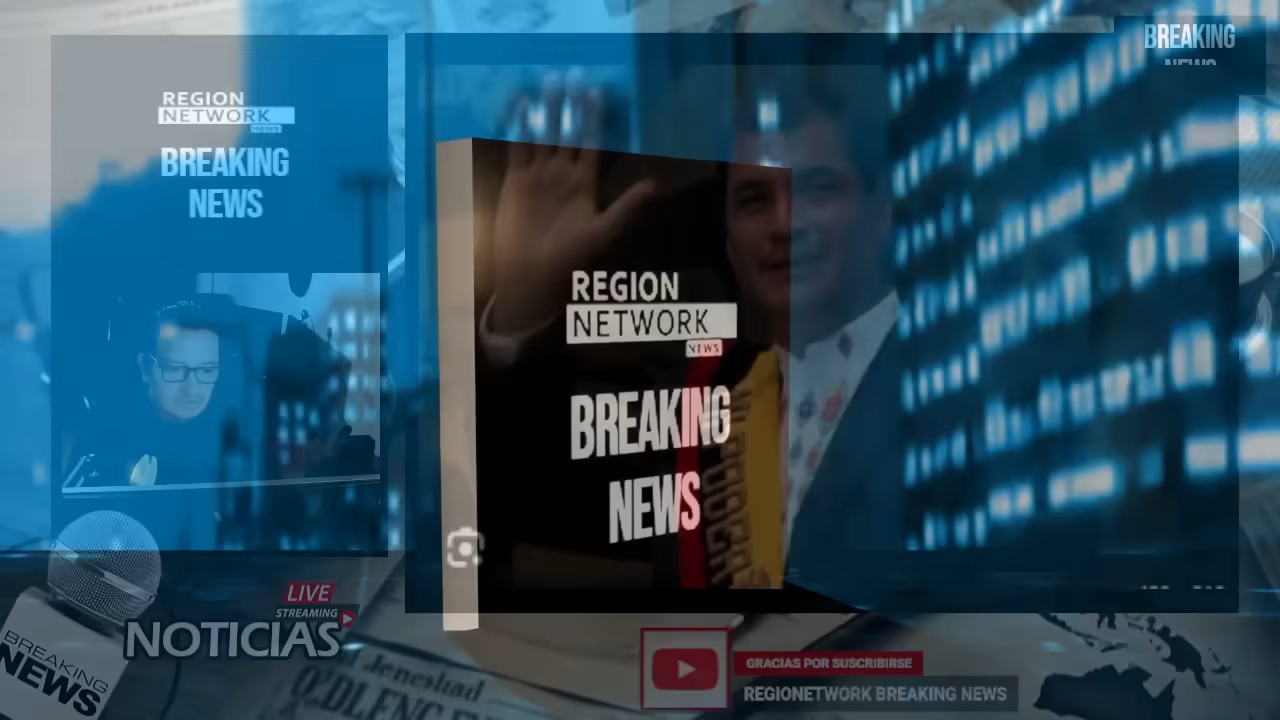 BREAKING
NEWS
REGION
NETWORK
NEWS
BREAKING
NEWS
REGION
NETWORK
NEWS
BREAKING
NEWS
LIVE
STREAMING
NOTICIAS
BREAKING
NEWS
GRACIAS POR SUSCRIBIRSE
REGIONETWORK BREAKING NEWS